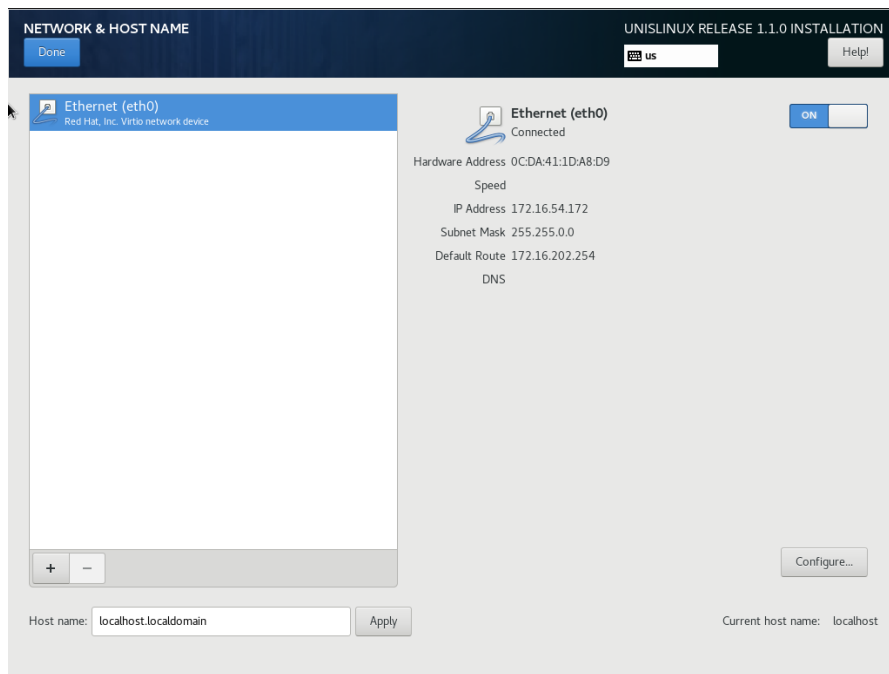 NETWORK & HOST NAME
UNISLINUX RELEASE 1.1.0 INSTALLATION
Done
us
Help!
Ethernet (eth0)
Red Hat, Inc. Virtio network device
Ethernet (eth0)
Connected
ON
Hardware Address 0C:DA:41:1D:A8:D9
Speed
IP Address 172.16.54.172
Subnet Mask 255.255.0.0
Default Route 172.16.202.254
DNS
+ −
Configure...
Host name: localhost.localdomain Apply
Current host name: localhost